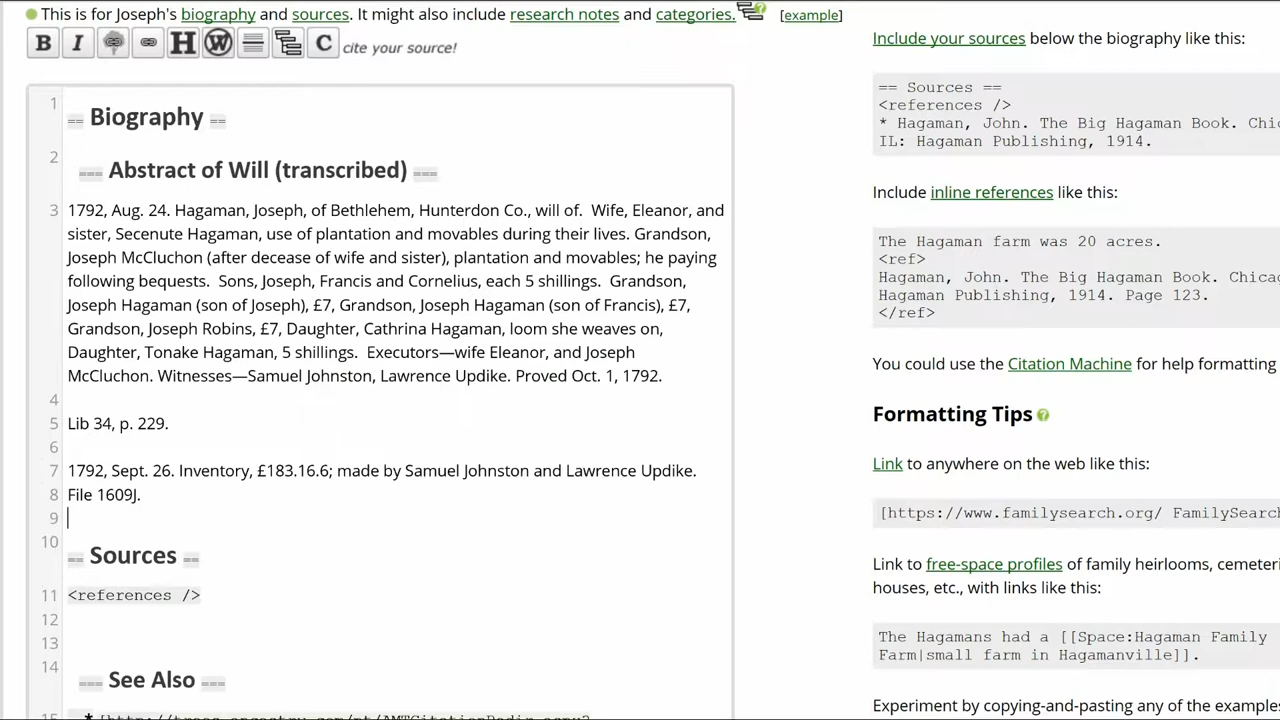 This is for Joseph's biography and sources. It might also include research notes and categories. [example]
B I H W C cite your source!
1 == Biography ==
2 === Abstract of Will (transcribed) ===
3 1792, Aug. 24. Hagaman, Joseph, of Bethlehem, Hunterdon Co., will of.  Wife, Eleanor, and
sister, Secenute Hagaman, use of plantation and movables during their lives. Grandson,
Joseph McCluchon (after decease of wife and sister), plantation and movables; he paying
following bequests.  Sons, Joseph, Francis and Cornelius, each 5 shillings.  Grandson,
Joseph Hagaman (son of Joseph), £7, Grandson, Joseph Hagaman (son of Francis), £7,
Grandson, Joseph Robins, £7, Daughter, Cathrina Hagaman, loom she weaves on,
Daughter, Tonake Hagaman, 5 shillings.  Executors—wife Eleanor, and Joseph
McCluchon. Witnesses—Samuel Johnston, Lawrence Updike. Proved Oct. 1, 1792.
4
5 Lib 34, p. 229.
6
7 1792, Sept. 26. Inventory, £183.16.6; made by Samuel Johnston and Lawrence Updike.
8 File 1609J.
9
10 == Sources ==
11 <references />
12
13
14 === See Also ===
Include your sources below the biography like this:
== Sources ==
<references />
* Hagaman, John. The Big Hagaman Book. Chic
IL: Hagaman Publishing, 1914.
Include inline references like this:
The Hagaman farm was 20 acres.
<ref>
Hagaman, John. The Big Hagaman Book. Chica
Hagaman Publishing, 1914. Page 123.
</ref>
You could use the Citation Machine for help formatting
Formatting Tips ?
Link to anywhere on the web like this:
[https://www.familysearch.org/ FamilySearch
Link to free-space profiles of family heirlooms, cemeteri
houses, etc., with links like this:
The Hagamans had a [[Space:Hagaman Family
Farm|small farm in Hagamanville]].
Experiment by copying-and-pasting any of the example